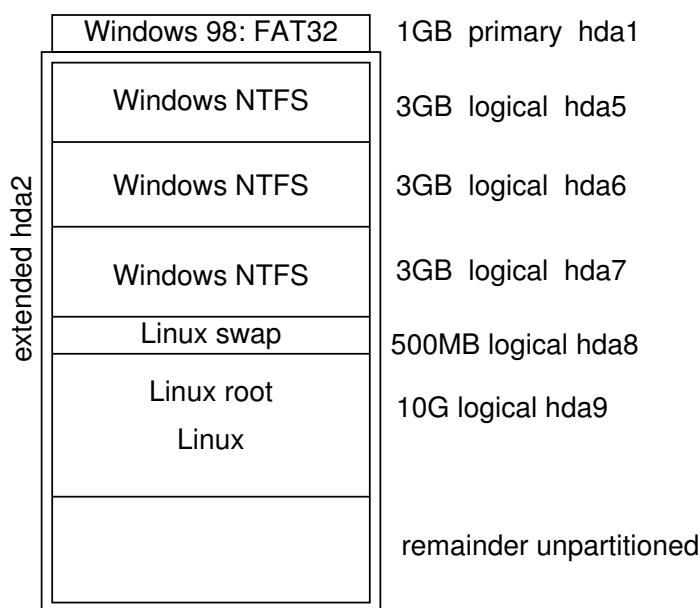 Windows 98: FAT32
1GB primary hda1
Windows NTFS
3GB logical hda5
Windows NTFS
3GB logical hda6
extended hda2
Windows NTFS
3GB logical hda7
Linux swap
500MB logical hda8
Linux root
10G logical hda9
Linux
remainder unpartitioned